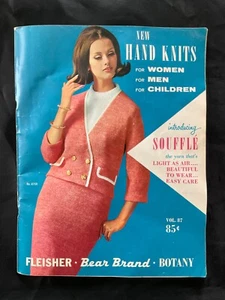 NEW
HAND KNITS
FOR WOMEN
FOR MEN
FOR CHILDREN
introducing
SOUFFLÉ
the yarn that's
LIGHT AS AIR....
BEAUTIFUL
TO WEAR...
EASY CARE
VOL. 87
85¢
FLEISHER · Bear Brand · BOTANY